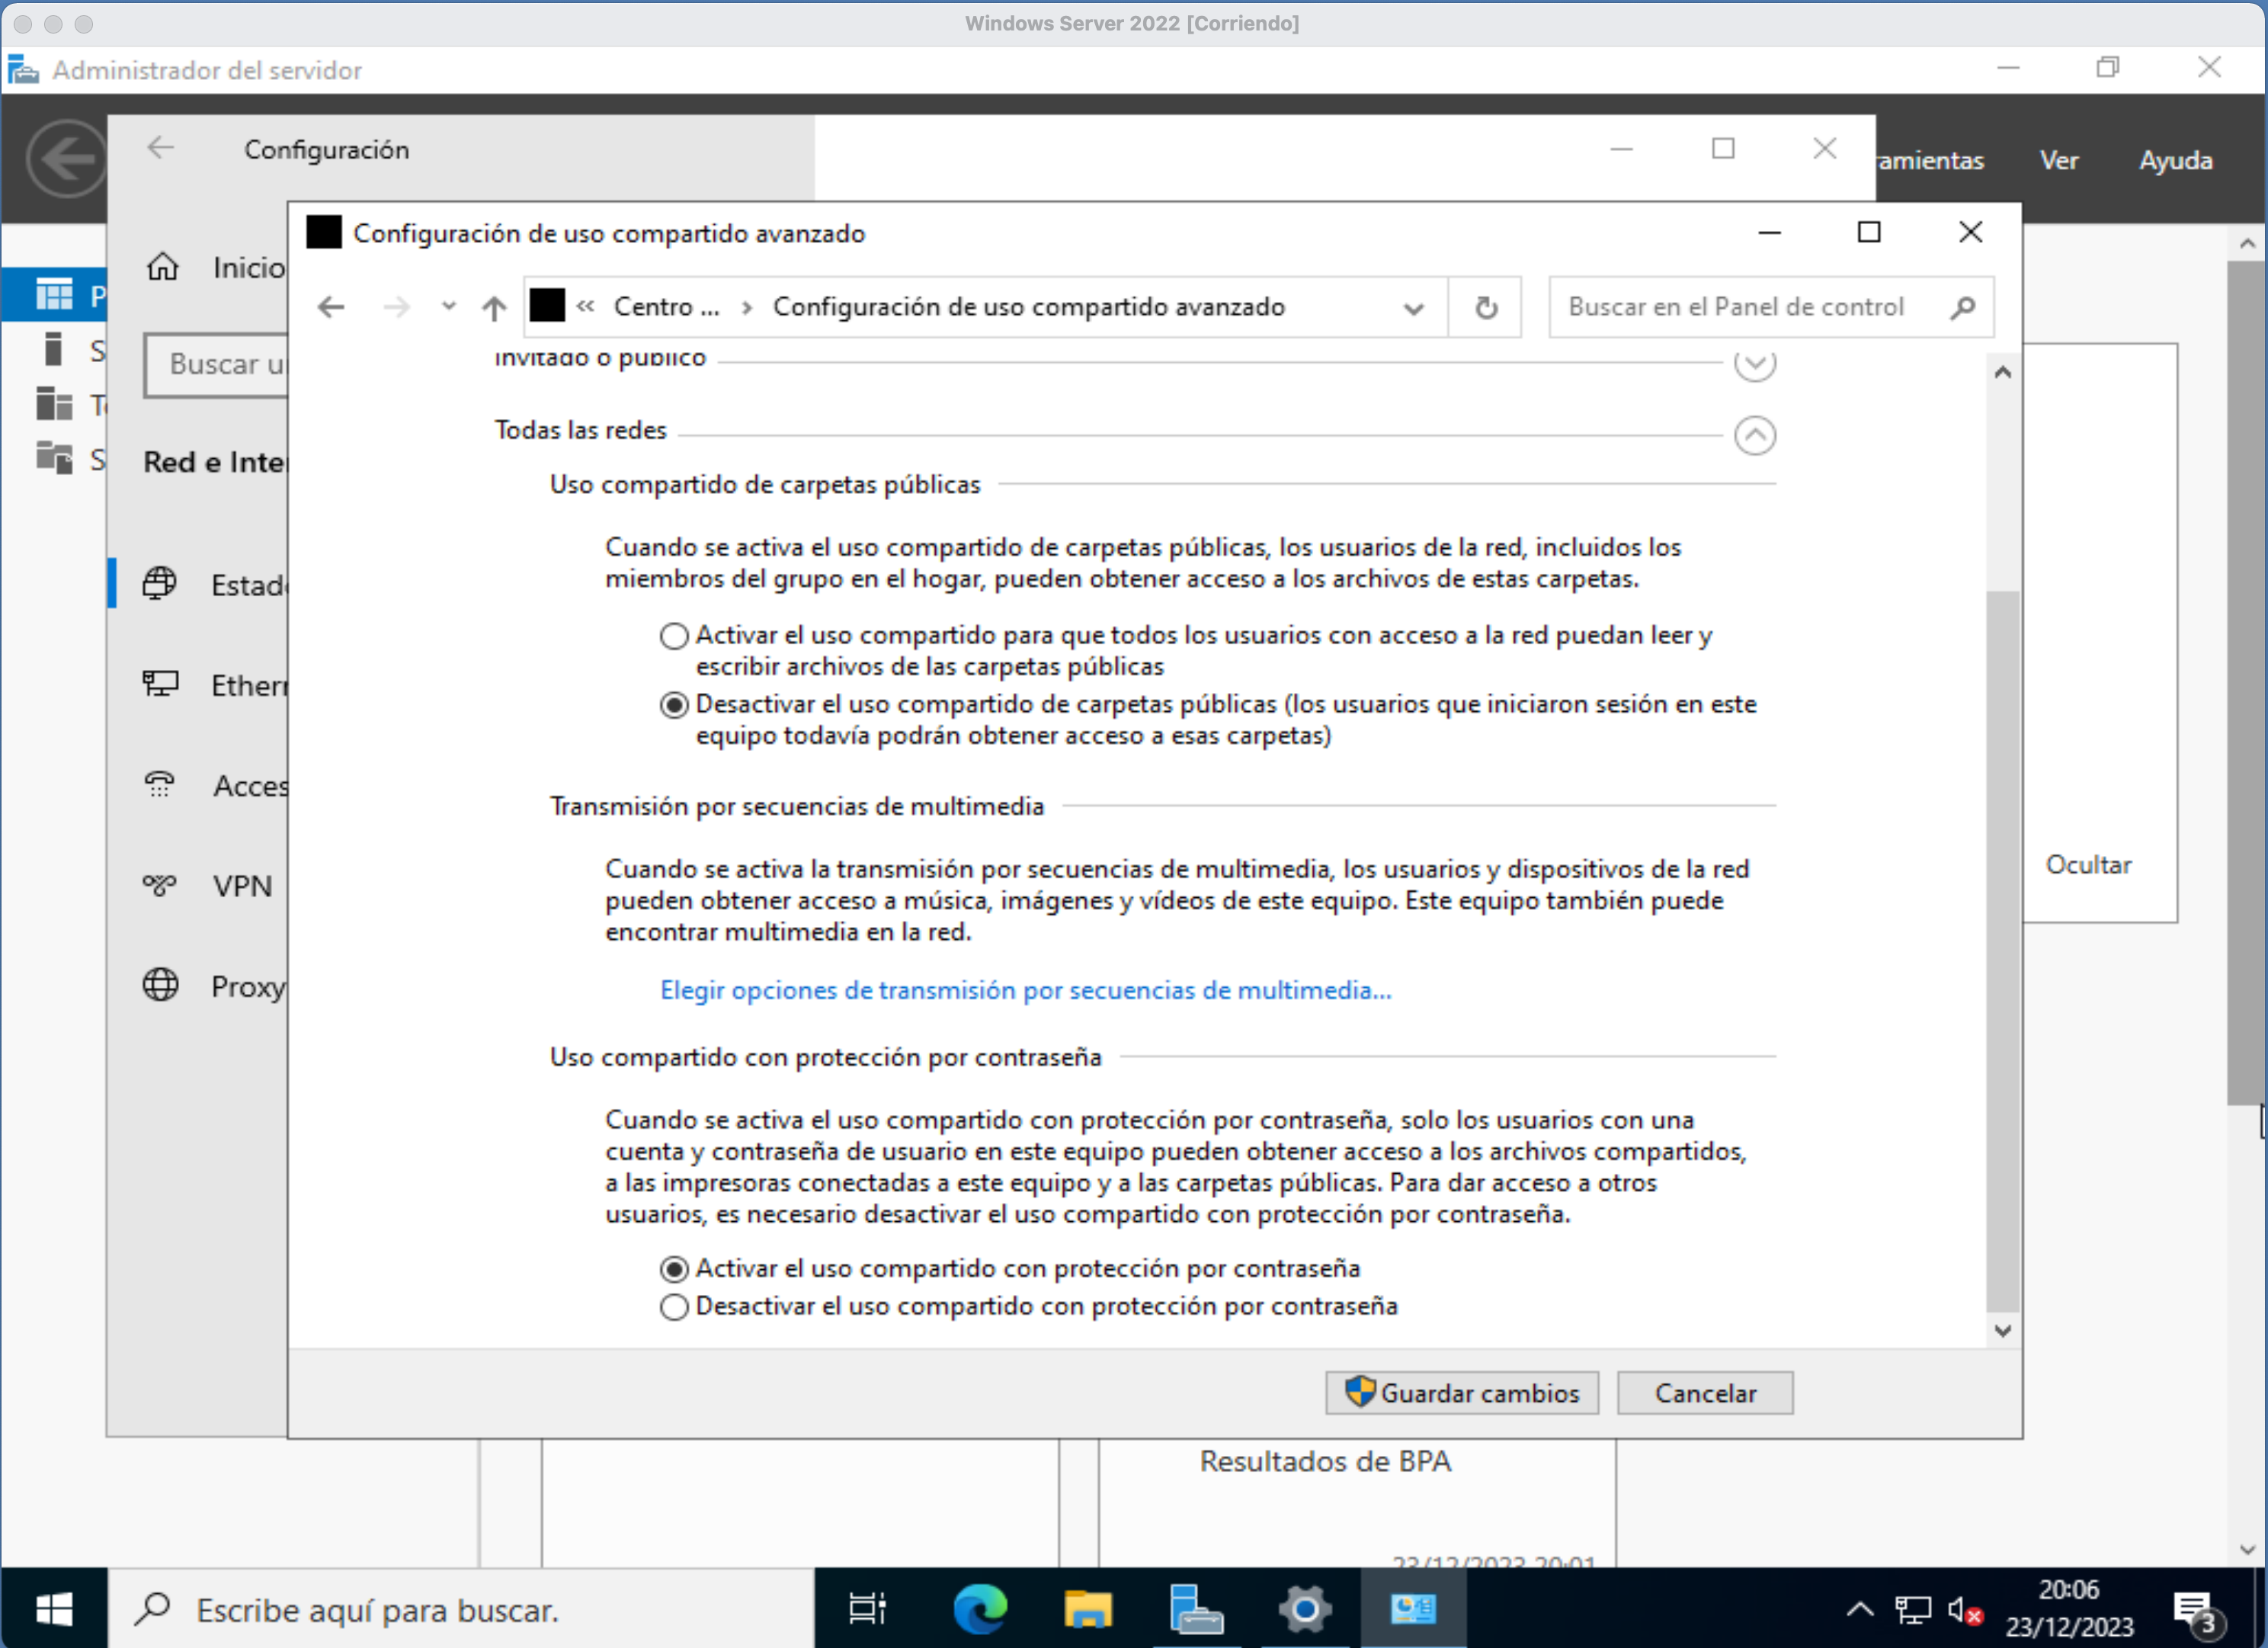 Windows Server 2022 [Corriendo]
Administrador del servidor
Configuración
ramientas
Ver
Ayuda
Configuración de uso compartido avanzado
Inicio
P
« Centro ... › Configuración de uso compartido avanzado
Buscar en el Panel de control
S
Buscar u
Invitado o público
Todas las redes
S
Red e Inte
Uso compartido de carpetas públicas
Cuando se activa el uso compartido de carpetas públicas, los usuarios de la red, incluidos los
miembros del grupo en el hogar, pueden obtener acceso a los archivos de estas carpetas.
Estad
Activar el uso compartido para que todos los usuarios con acceso a la red puedan leer y
escribir archivos de las carpetas públicas
Ether
Desactivar el uso compartido de carpetas públicas (los usuarios que iniciaron sesión en este
equipo todavía podrán obtener acceso a esas carpetas)
Acces
Transmisión por secuencias de multimedia
Cuando se activa la transmisión por secuencias de multimedia, los usuarios y dispositivos de la red
pueden obtener acceso a música, imágenes y vídeos de este equipo. Este equipo también puede
encontrar multimedia en la red.
Ocultar
VPN
Elegir opciones de transmisión por secuencias de multimedia...
Proxy
Uso compartido con protección por contraseña
Cuando se activa el uso compartido con protección por contraseña, solo los usuarios con una
cuenta y contraseña de usuario en este equipo pueden obtener acceso a los archivos compartidos,
a las impresoras conectadas a este equipo y a las carpetas públicas. Para dar acceso a otros
usuarios, es necesario desactivar el uso compartido con protección por contraseña.
Activar el uso compartido con protección por contraseña
Desactivar el uso compartido con protección por contraseña
Guardar cambios
Cancelar
Resultados de BPA
23/12/2023 20:01
Escribe aquí para buscar.
20:06
23/12/2023
3